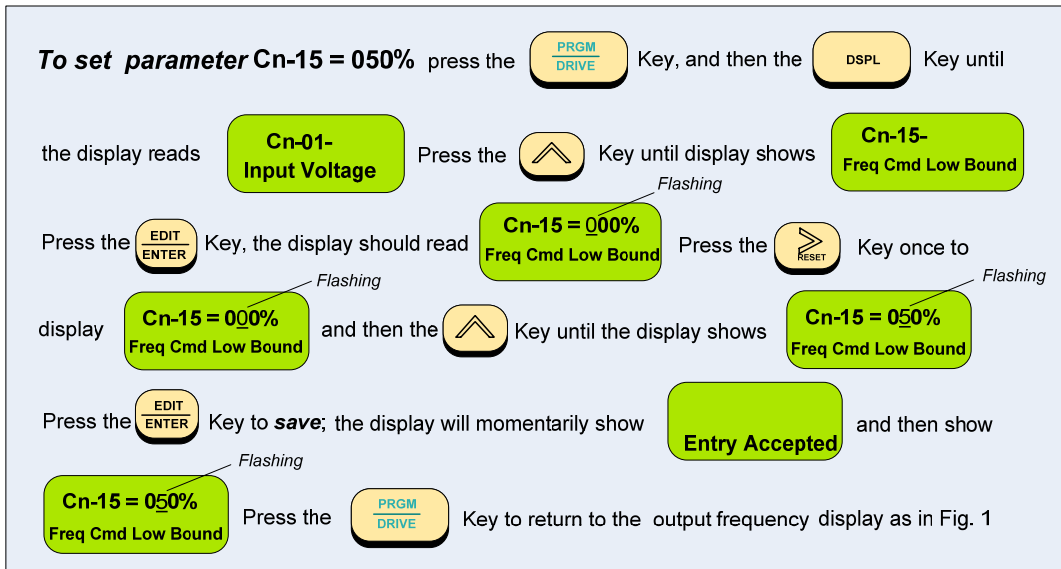 To set parameter Cn-15 = 050% press the PRGM DRIVE Key, and then the DSPL Key until
the display reads Cn-01- Input Voltage Press the Key until display shows Cn-15- Freq Cmd Low Bound
Flashing
Press the EDIT ENTER Key, the display should read Cn-15 = 000% Freq Cmd Low Bound Press the RESET Key once to
Flashing
Flashing
display Cn-15 = 000% Freq Cmd Low Bound and then the Key until the display shows Cn-15 = 050% Freq Cmd Low Bound
Press the EDIT ENTER Key to save; the display will momentarily show Entry Accepted and then show
Flashing
Cn-15 = 050% Freq Cmd Low Bound Press the PRGM DRIVE Key to return to the output frequency display as in Fig. 1